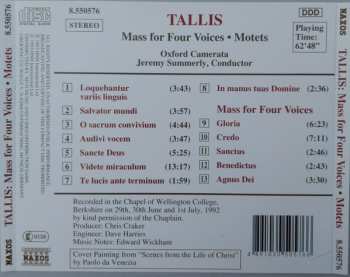 8.550576
TALLIS: Mass for Four Voices • Motets
NAXOS
COMPACT
DIGITAL AUDIO
8.550576
STEREO
TALLIS
Mass for Four Voices • Motets
Oxford Camerata
Jeremy Summerly, Conductor
DDD
Playing
Time:
62'48"
1 Loquebantur variis linguis (3:43)
2 Salvator mundi (3:57)
3 O sacrum convivium (4:44)
4 Audivi vocem (3:17)
5 Sancte Deus (5:25)
6 Videte miraculum (13:17)
7 Te lucis ante terminum (1:59)
8 In manus tuas Domine (2:36)
Mass for Four Voices
9 Gloria (6:23)
10 Credo (7:11)
11 Sanctus (2:46)
12 Benedictus (2:43)
13 Agnus Dei (3:30)
Recorded in the Chapel of Wellington College,
Berkshire on 29th, 30th June and 1st July, 1992
by kind permission of the Chaplain.
Producer: Chris Craker
Engineer: Dave Harries
Music Notes: Edward Wickham
Cover Painting from "Scenes from the Life of Christ"
by Paolo da Venezia
8.550576
TALLIS: Mass for Four Voices • Motets
NAXOS